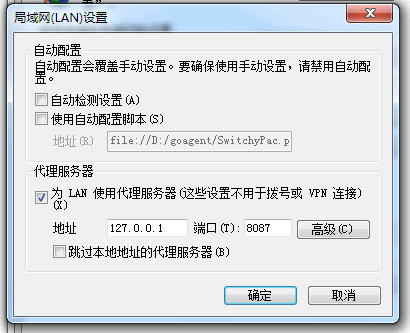 局域网(LAN)设置
自动配置
自动配置会覆盖手动设置。要确保使用手动设置，请禁用自动配
置。
自动检测设置(A)
使用自动配置脚本(S)
地址(R) file://D:/goagent/SwitchyPac.p
代理服务器
为 LAN 使用代理服务器(这些设置不用于拨号或 VPN 连接)
(X)
地址 127.0.0.1 端口(T): 8087 高级(C)
跳过本地地址的代理服务器(B)
确定 取消